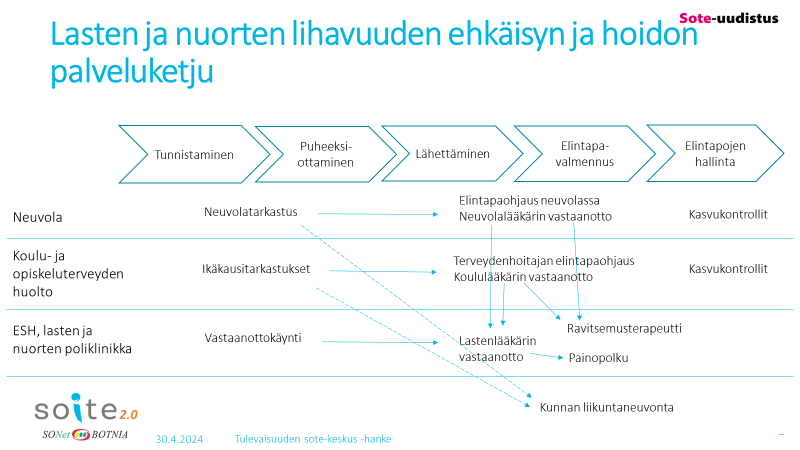 Sote-uudistus
Lasten ja nuorten lihavuuden ehkäisyn ja hoidon
palveluketju
Tunnistaminen
Puheeksi-
ottaminen
Lähettäminen
Elintapa-
valmennus
Elintapojen
hallinta
Neuvola
Neuvolatarkastus
Elintapaohjaus neuvolassa
Neuvolalääkärin vastaanotto
Kasvukontrollit
Koulu- ja
opiskeluterveyden
huolto
Ikäkausitarkastukset
Terveydenhoitajan elintapaohjaus
Koululääkärin vastaanotto
Kasvukontrollit
ESH, lasten ja
nuorten poliklinikka
Vastaanottokäynti
Lastenlääkärin
vastaanotto
Ravitsemusterapeutti
Painopolku
Kunnan liikuntaneuvonta
soite 2.0
SONet BOTNIA
30.4.2024
Tulevaisuuden sote-keskus -hanke